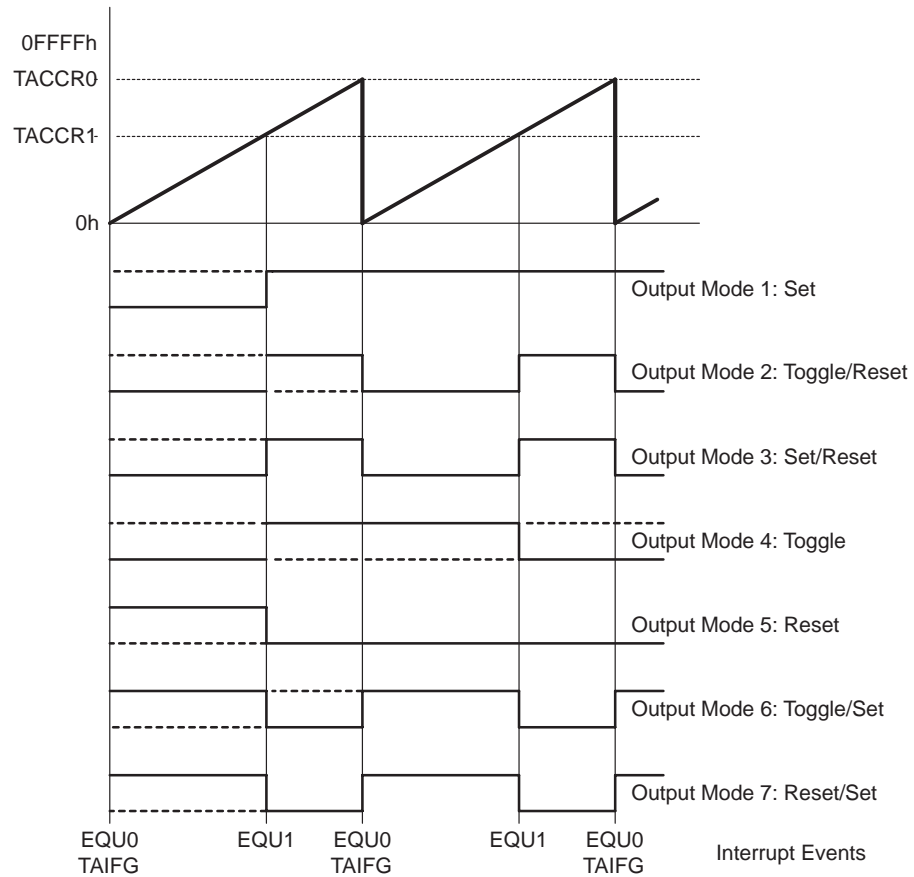 0FFFFh
TACCR0
TACCR1
0h
Output Mode 1: Set
Output Mode 2: Toggle/Reset
Output Mode 3: Set/Reset
Output Mode 4: Toggle
Output Mode 5: Reset
Output Mode 6: Toggle/Set
Output Mode 7: Reset/Set
EQU0 EQU1 EQU0 EQU1 EQU0
TAIFG TAIFG TAIFG Interrupt Events